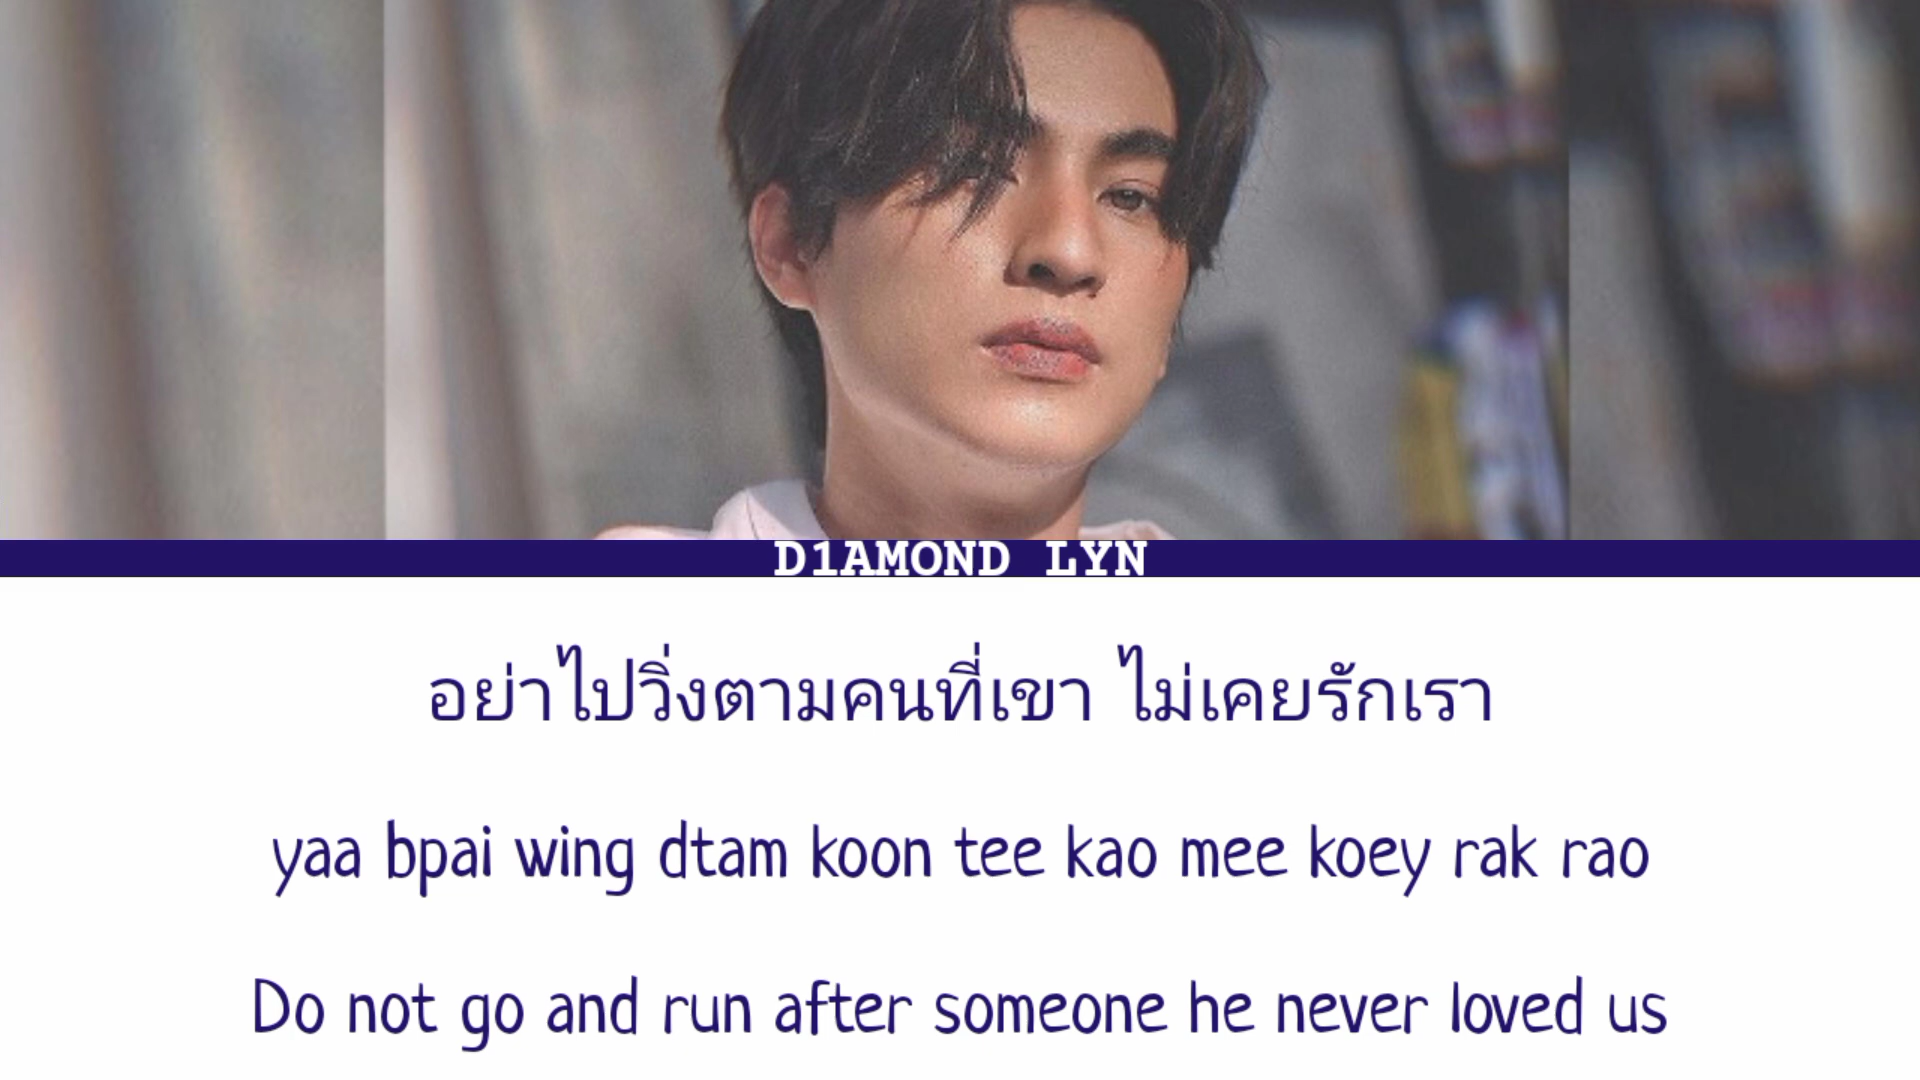 D1AMOND LYN
อย่าไปวิ่งตามคนที่เขา ไม่เคยรักเรา
yaa bpai wing dtam koon tee kao mee koey rak rao
Do not go and run after someone he never loved us